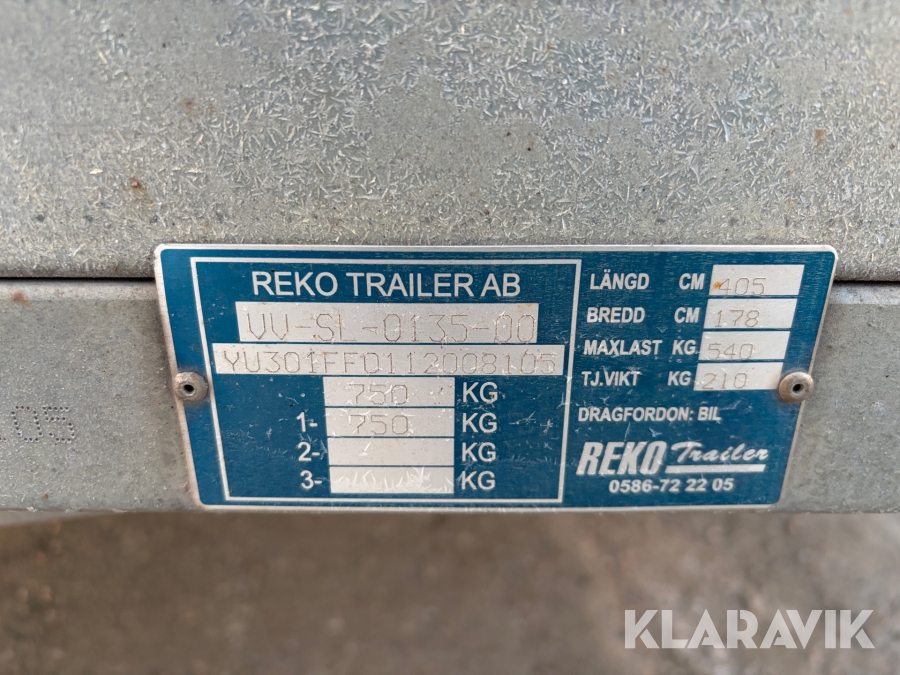 REKO TRAILER AB
VV-SL-0135-00
YU301FF0112008105
750 KG
1- 750 KG
2- KG
3- KG
LÄNGD CM 405
BREDD CM 178
MAXLAST KG 540
TJ.VIKT KG 210
DRAGFORDON: BIL
REKO Trailer
0586-72 22 05
105
KLARAVIK